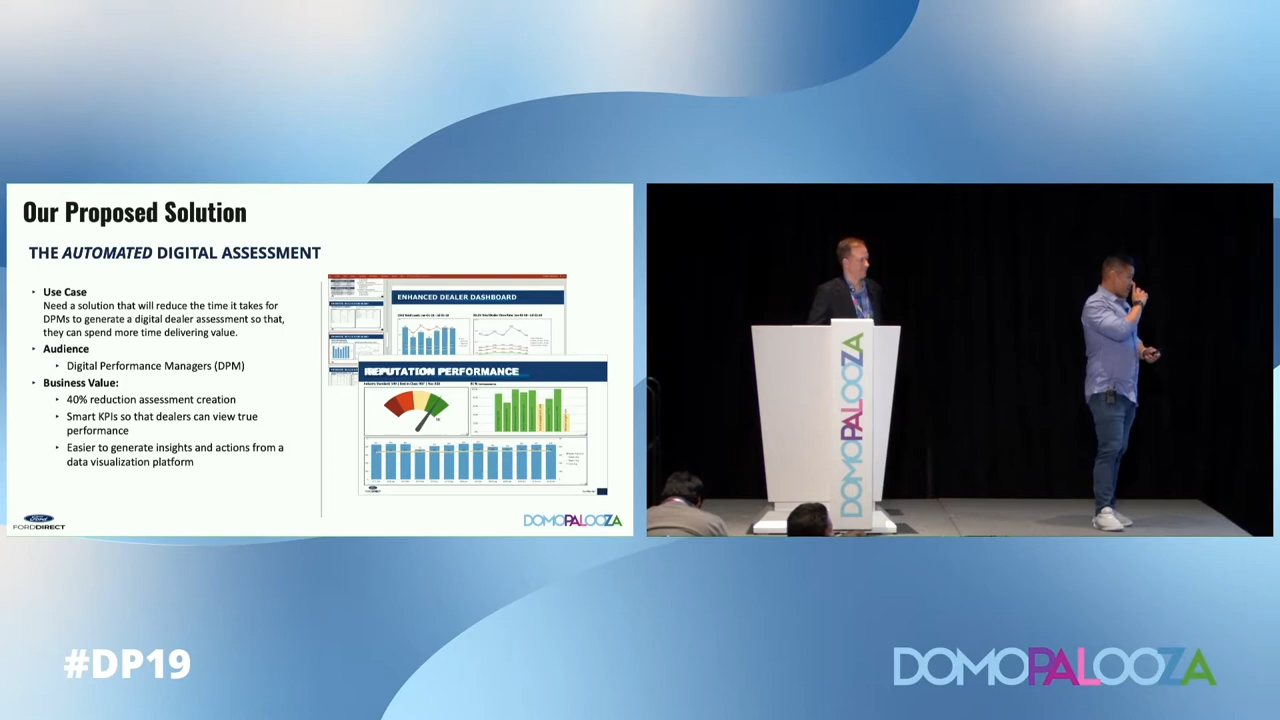 Our Proposed Solution
THE AUTOMATED DIGITAL ASSESSMENT
Use Case
Need a solution that will reduce the time it takes for
DPMs to generate a digital dealer assessment so that,
they can spend more time delivering value.
Audience
Digital Performance Managers (DPM)
Business Value:
40% reduction assessment creation
Smart KPIs so that dealers can view true
performance
Easier to generate insights and actions from a
data visualization platform
ENHANCED DEALER DASHBOARD
REPUTATION PERFORMANCE
Ford
FORDDIRECT
DOMOPALOOZA
DOMOPALOOZA
#DP19
DOMOPALOOZA